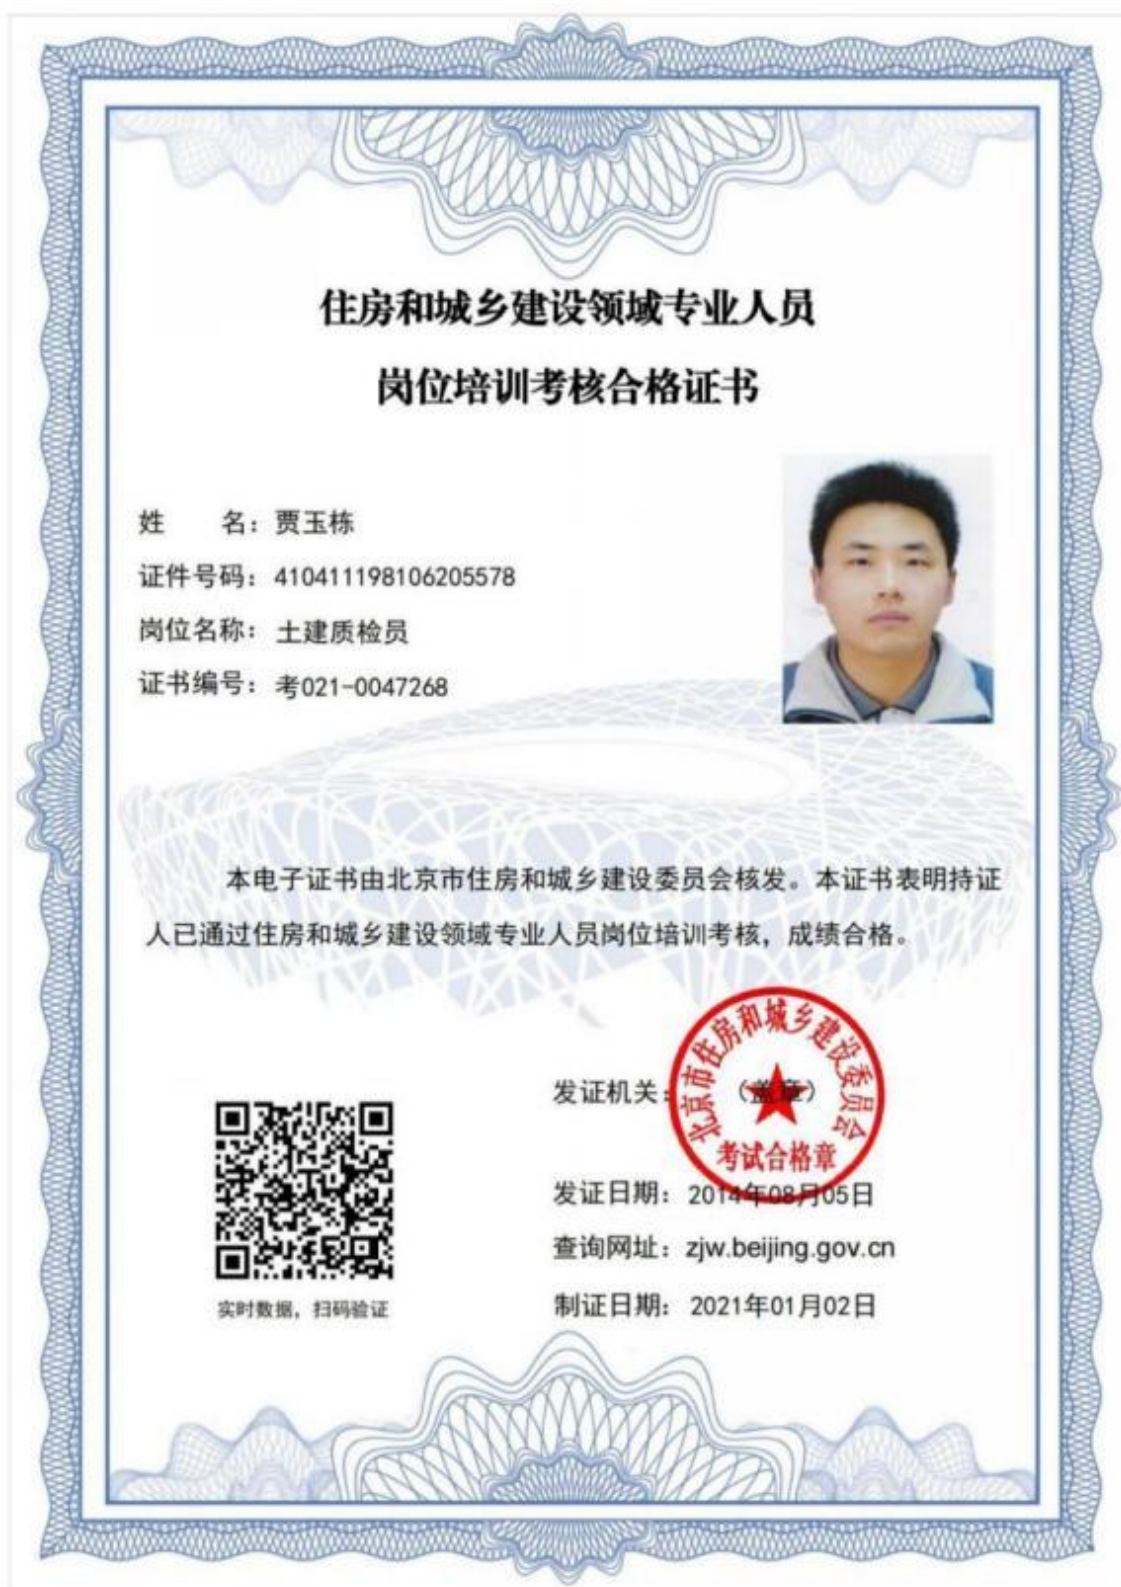 住房和城乡建设领域专业人员
岗位培训考核合格证书
姓 名：贾玉栋
证件号码：410411198106205578
岗位名称：土建质检员
证书编号：考021-0047268
本电子证书由北京市住房和城乡建设委员会核发。本证书表明持证
人已通过住房和城乡建设领域专业人员岗位培训考核，成绩合格。
发证机关：（盖章）
北京市住房和城乡建设委员会
考试合格章
发证日期：2014年08月05日
查询网址：zjw.beijing.gov.cn
制证日期：2021年01月02日
实时数据，扫码验证